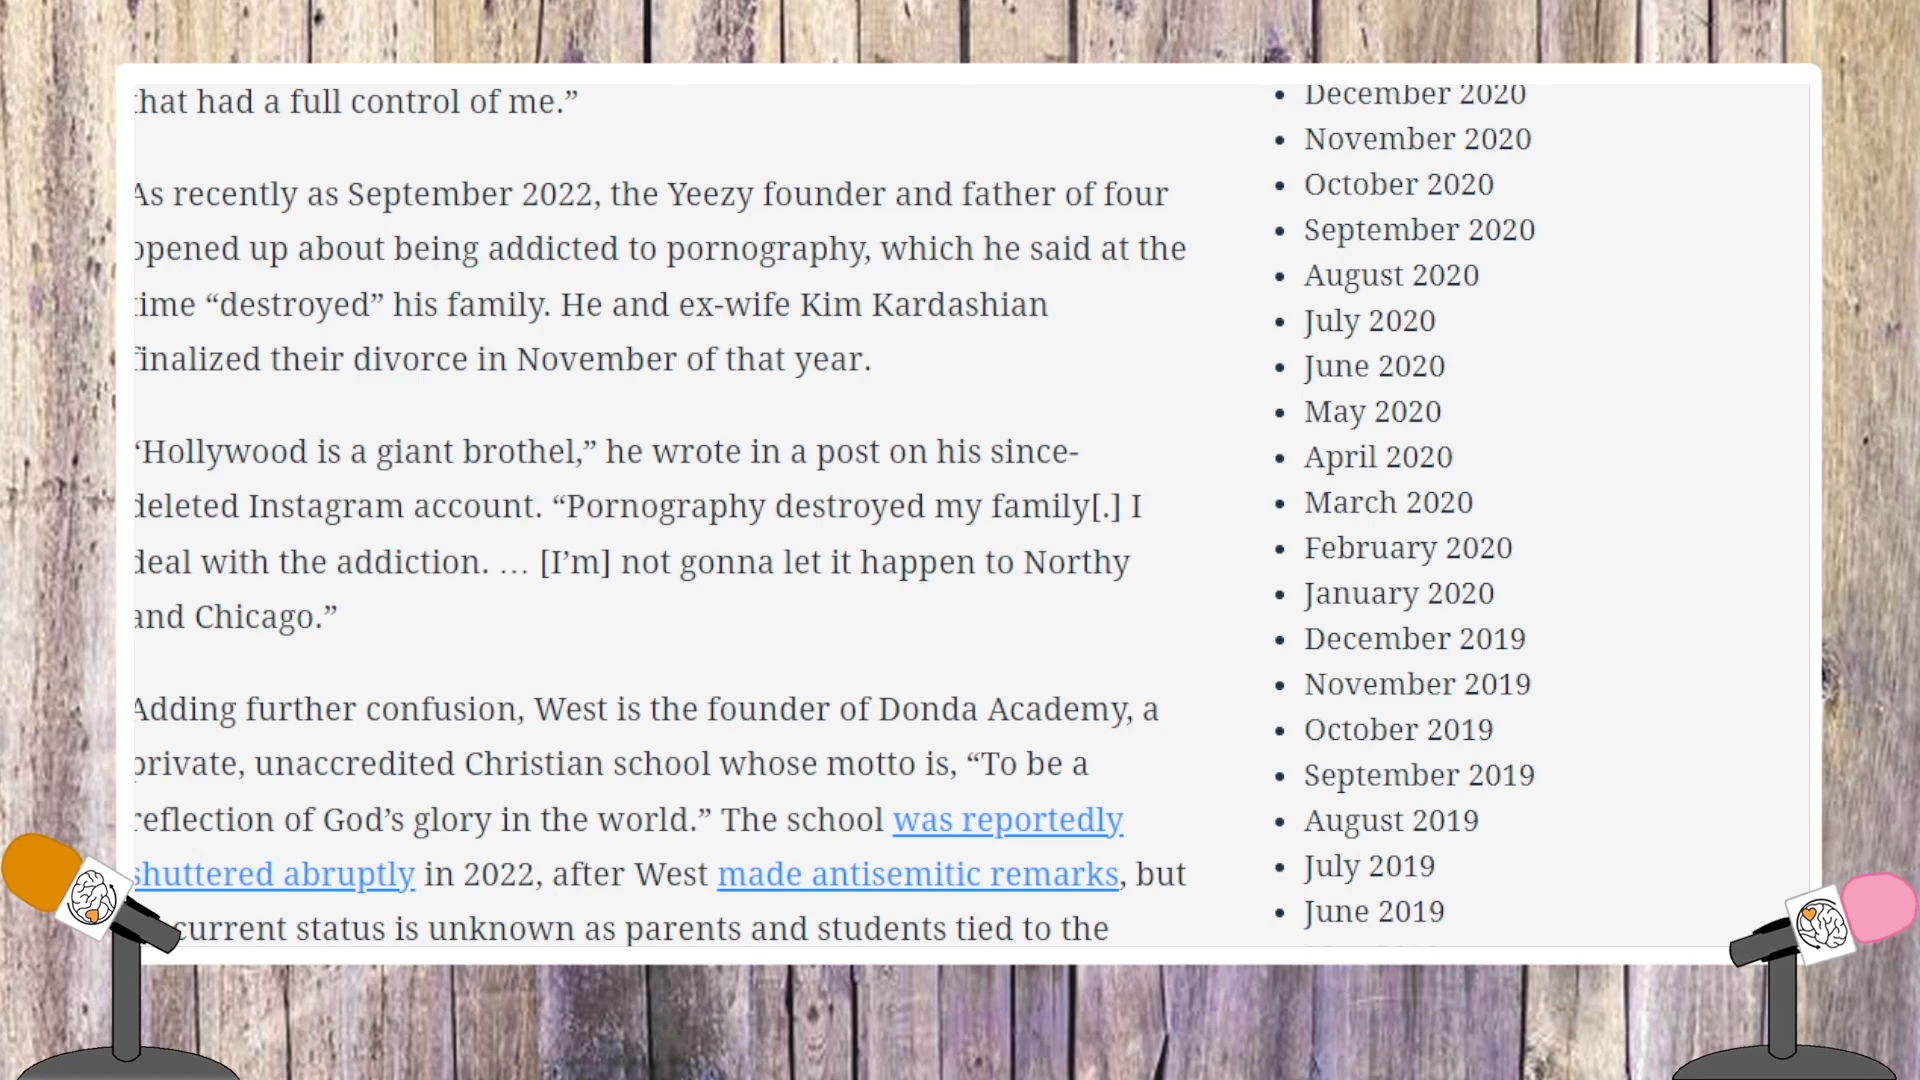 that had a full control of me.”
As recently as September 2022, the Yeezy founder and father of four
opened up about being addicted to pornography, which he said at the
time “destroyed” his family. He and ex-wife Kim Kardashian
finalized their divorce in November of that year.
“Hollywood is a giant brothel,” he wrote in a post on his since-
deleted Instagram account. “Pornography destroyed my family[.] I
deal with the addiction. … [I’m] not gonna let it happen to Northy
and Chicago.”
Adding further confusion, West is the founder of Donda Academy, a
private, unaccredited Christian school whose motto is, “To be a
reflection of God’s glory in the world.” The school was reportedly
shuttered abruptly in 2022, after West made antisemitic remarks, but
current status is unknown as parents and students tied to the
December 2020
November 2020
October 2020
September 2020
August 2020
July 2020
June 2020
May 2020
April 2020
March 2020
February 2020
January 2020
December 2019
November 2019
October 2019
September 2019
August 2019
July 2019
June 2019